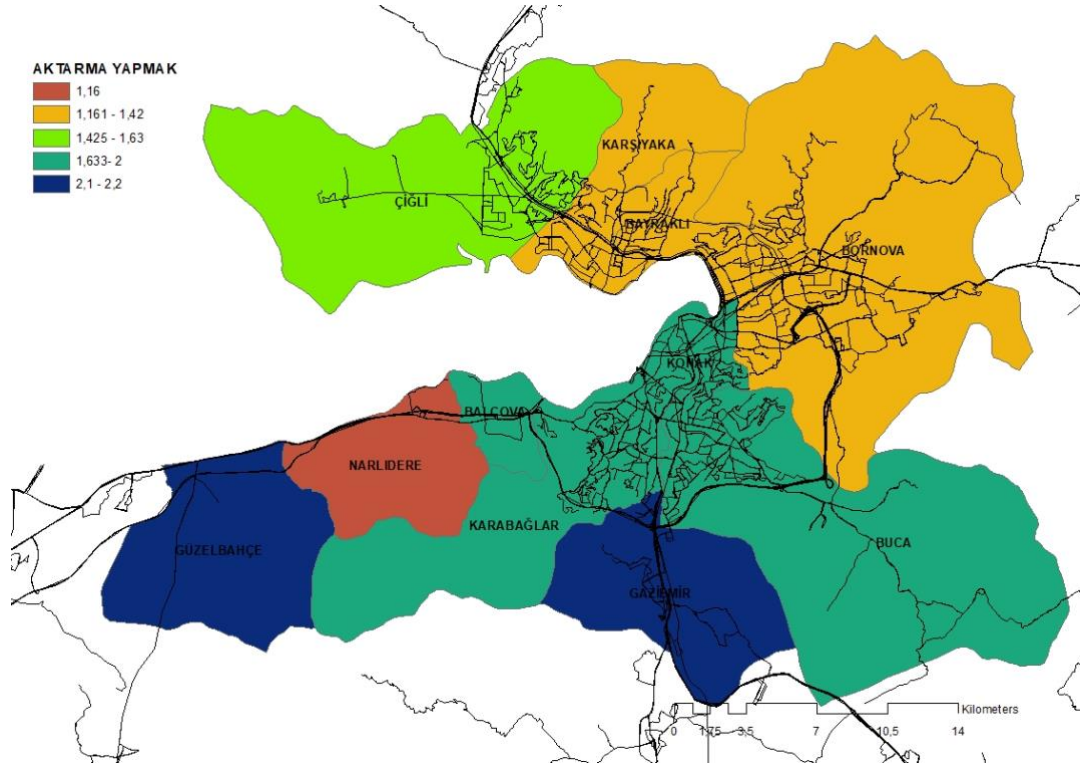 AKTARMA YAPMAK
1,16
1,161 - 1,42
1,425 - 1,63
1,633- 2
2,1 - 2,2
KARŞIYAKA
ÇİĞLİ
BAYRAKLI
BORNOVA
KONAK
BALÇOVA
NARLIDERE
KARABAĞLAR
GÜZELBAHÇE
BUCA
GAZİEMİR
Kilometers
0 1,75 3,5 7 10,5 14